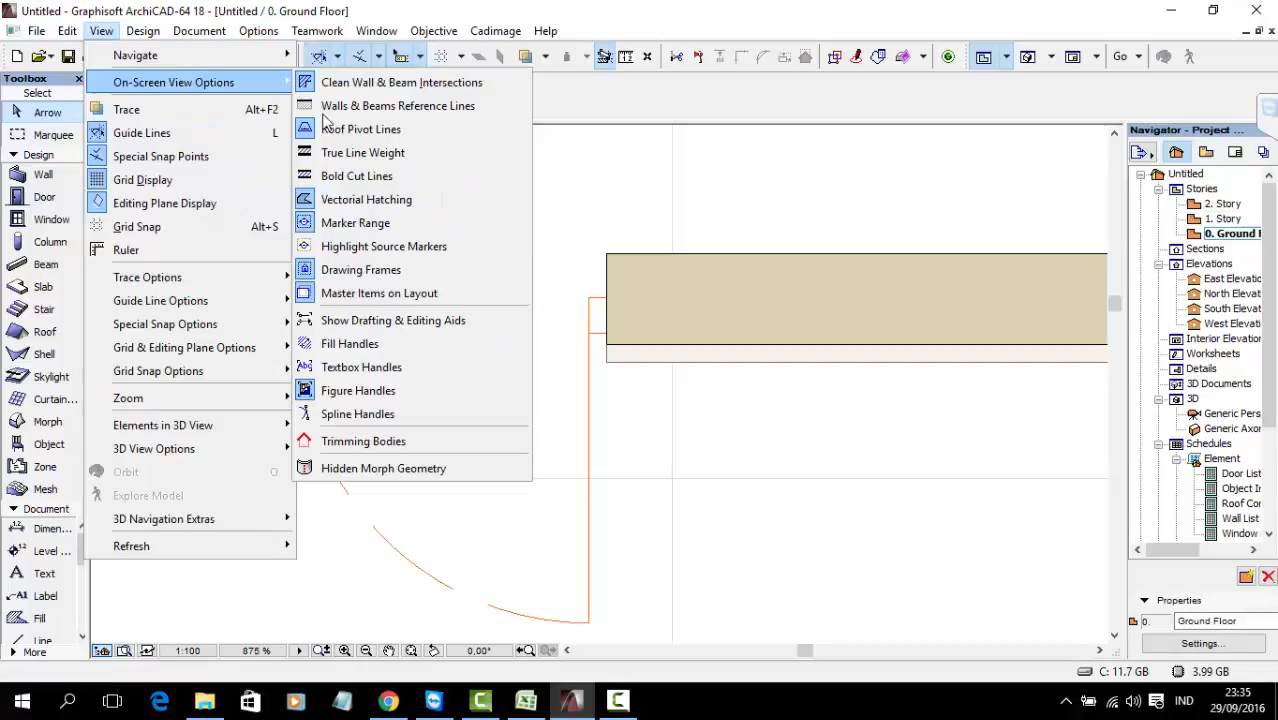 Untitled - Graphisoft ArchiCAD-64 18 - [Untitled / 0. Ground Floor]
File Edit View Design Document Options Teamwork Window Objective Cadimage Help
Go
Toolbox
Select
Arrow
Marquee
Design
Wall
Door
Window
Column
Beam
Slab
Stair
Roof
Shell
Skylight
Curtain...
Morph
Object
Zone
Mesh
Document
Dimen...
Level ...
Text
Label
Fill
Line
More
Navigate
On-Screen View Options
Trace Alt+F2
Guide Lines L
Special Snap Points
Grid Display
Editing Plane Display
Grid Snap Alt+S
Ruler
Trace Options
Guide Line Options
Special Snap Options
Grid & Editing Plane Options
Grid Snap Options
Zoom
Elements in 3D View
3D View Options
Orbit O
Explore Model
3D Navigation Extras
Refresh
Clean Wall & Beam Intersections
Walls & Beams Reference Lines
Roof Pivot Lines
True Line Weight
Bold Cut Lines
Vectorial Hatching
Marker Range
Highlight Source Markers
Drawing Frames
Master Items on Layout
Show Drafting & Editing Aids
Fill Handles
Textbox Handles
Figure Handles
Spline Handles
Trimming Bodies
Hidden Morph Geometry
Navigator - Project ...
Untitled
Stories
2. Story
1. Story
0. Ground F
Sections
Elevations
East Elevat
North Elevat
South Elevat
West Elevati
Interior Elevation
Worksheets
Details
3D Documents
3D
Generic Pers
Generic Axon
Schedules
Element
Door List
Object In
Roof Con
Wall List
Window
Properties
0. Ground Floor
Settings...
1:100 875 % 0,00°
C: 11.7 GB 3.99 GB
IND
23:35
29/09/2016